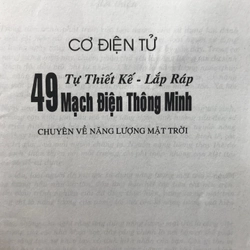 CƠ ĐIỆN TỬ
Tự Thiết Kế - Lắp Ráp
49 Mạch Điện Thông Minh
CHUYÊN VỀ NĂNG LƯỢNG MẶT TRỜI